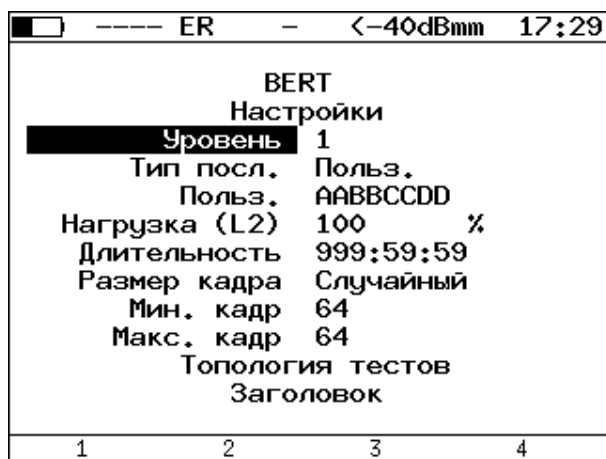 ---- ER - <-40dBmm 17:29
BERT
Настройки
Уровень 1
Тип посл. Польз.
Польз. AABBCCDD
Нагрузка (L2) 100 %
Длительность 999:59:59
Размер кадра Случайный
Мин. кадр 64
Макс. кадр 64
Топология тестов
Заголовок
1 2 3 4